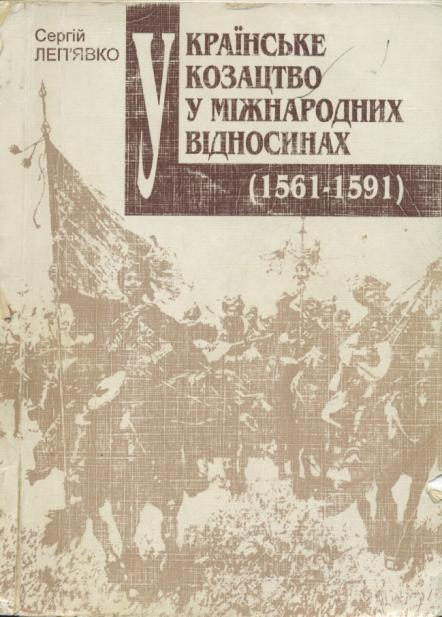 Сергій
ЛЕП'ЯВКО
УКРАЇНСЬКЕ
КОЗАЦТВО
У МІЖНАРОДНИХ
ВІДНОСИНАХ
(1561-1591)